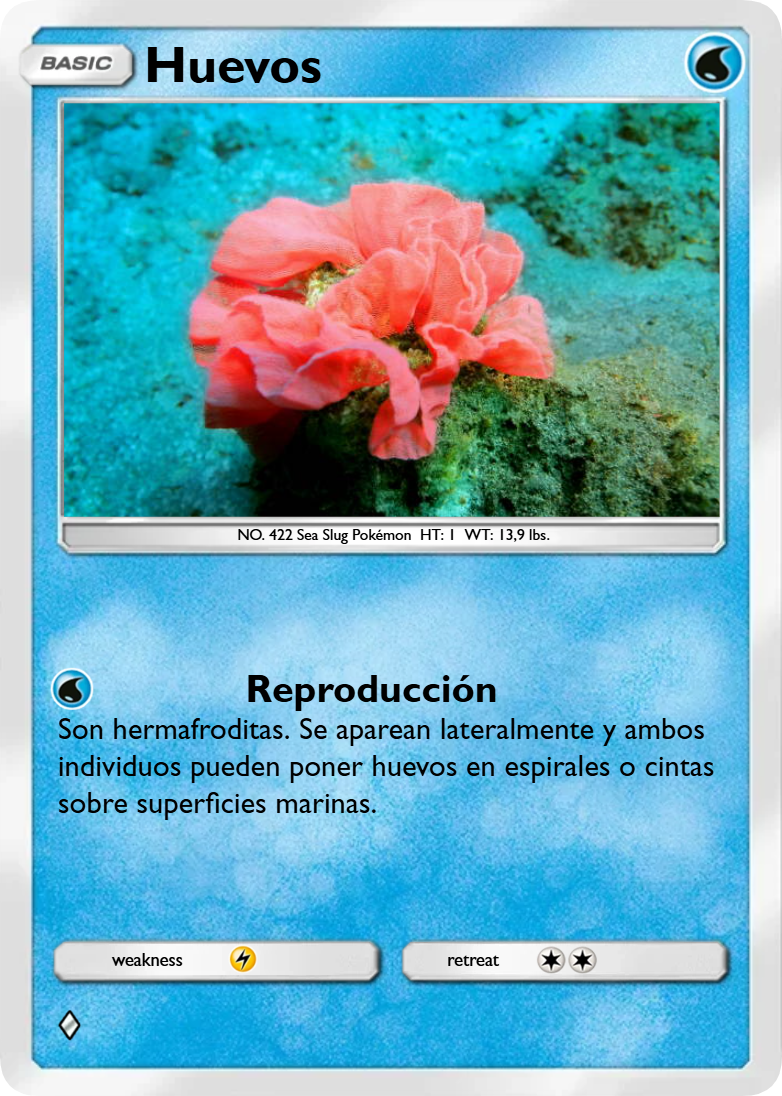 BASIC
Huevos
NO. 422 Sea Slug Pokémon HT: 1 WT: 13,9 lbs.
Reproducción
Son hermafroditas. Se aparean lateralmente y ambos
individuos pueden poner huevos en espirales o cintas
sobre superficies marinas.
weakness
retreat